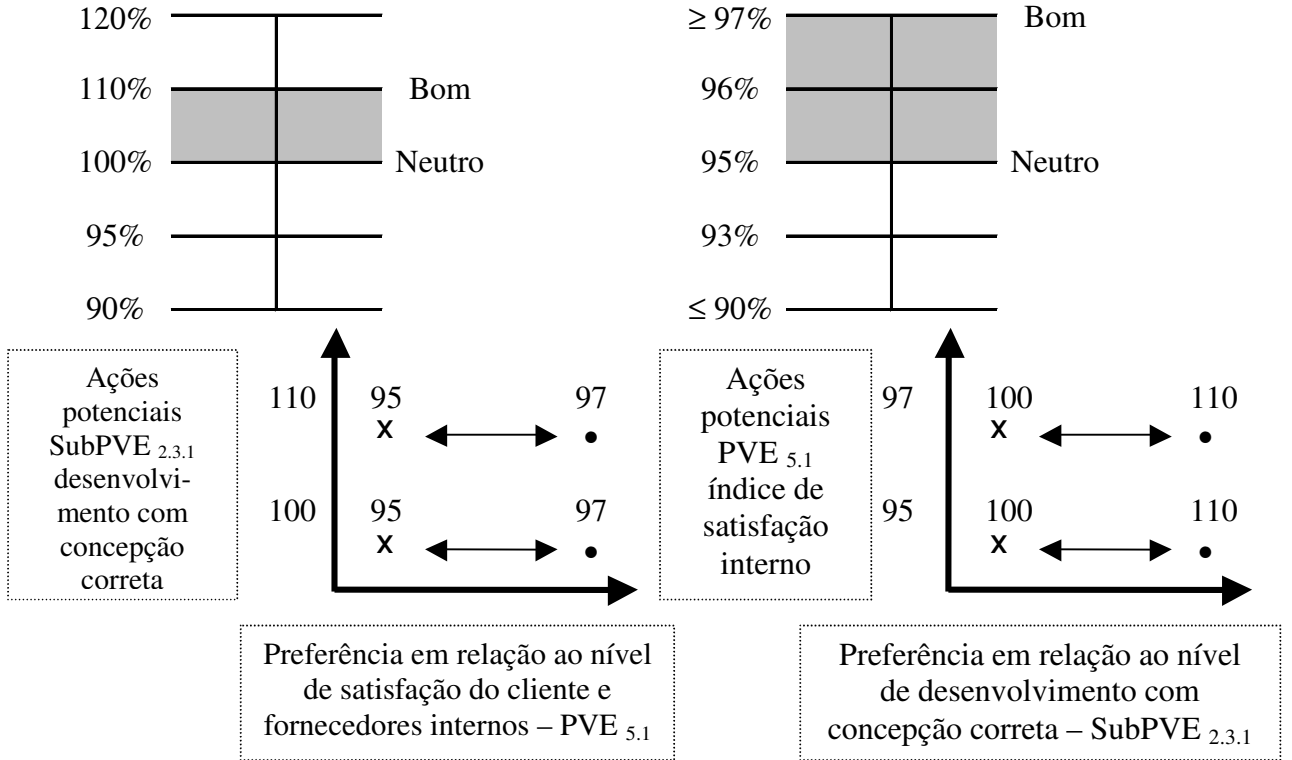 120%
110%
Bom
100%
Neutro
95%
90%
≥ 97%
Bom
96%
95%
Neutro
93%
≤ 90%
Ações
potenciais
SubPVE 2.3.1
desenvolvi-
mento com
concepção
correta
110
95
97
x
•
100
95
97
x
•
Preferência em relação ao nível
de satisfação do cliente e
fornecedores internos – PVE 5.1
Ações
potenciais
PVE 5.1
índice de
satisfação
interno
97
100
110
x
•
95
100
110
x
•
Preferência em relação ao nível
de desenvolvimento com
concepção correta – SubPVE 2.3.1